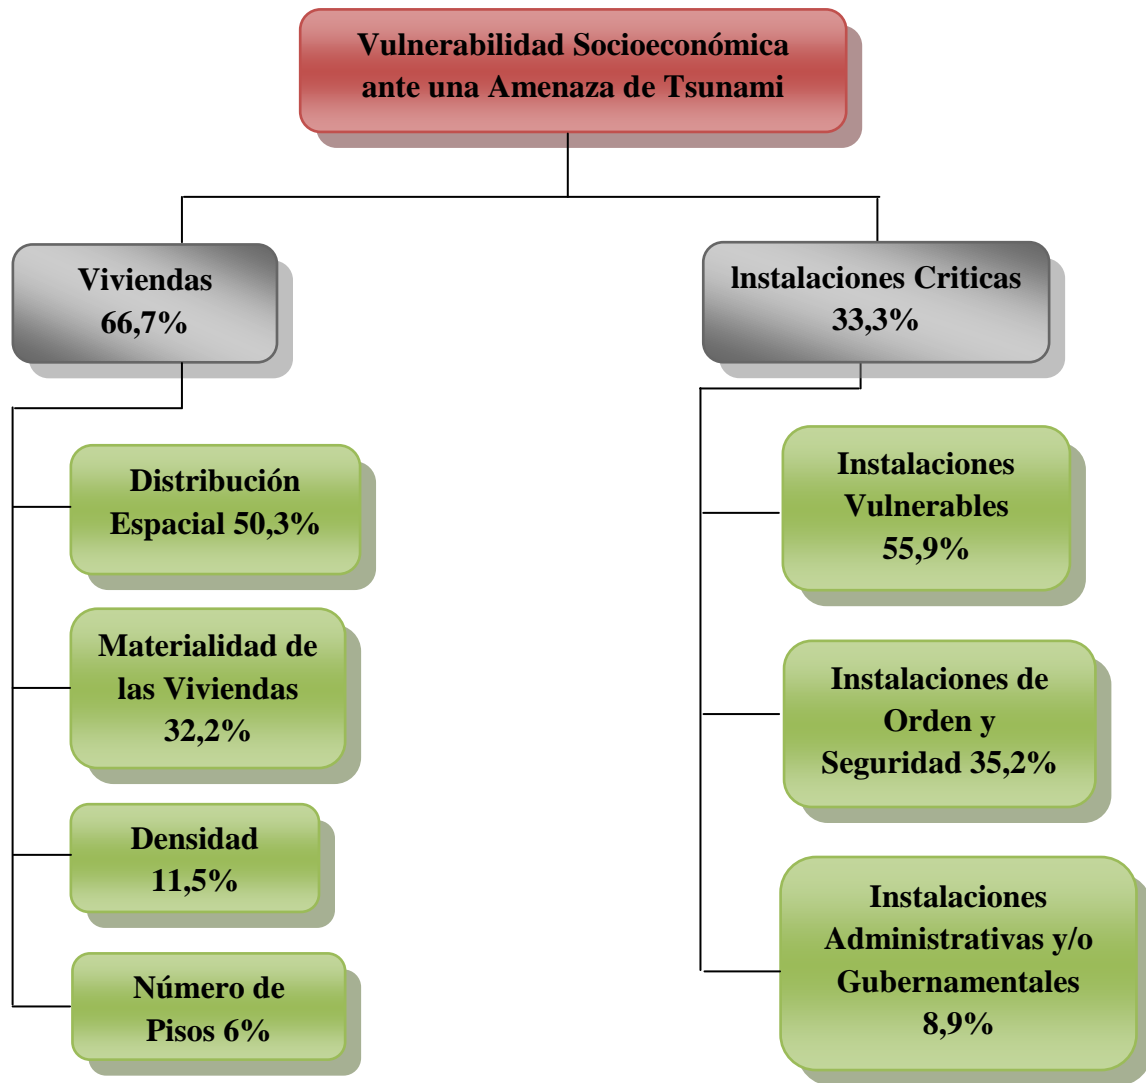 Vulnerabilidad Socioeconómica
ante una Amenaza de Tsunami
Viviendas
66,7%
Instalaciones Criticas
33,3%
Distribución
Espacial 50,3%
Materialidad de
las Viviendas
32,2%
Densidad
11,5%
Número de
Pisos 6%
Instalaciones
Vulnerables
55,9%
Instalaciones de
Orden y
Seguridad 35,2%
Instalaciones
Administrativas y/o
Gubernamentales
8,9%